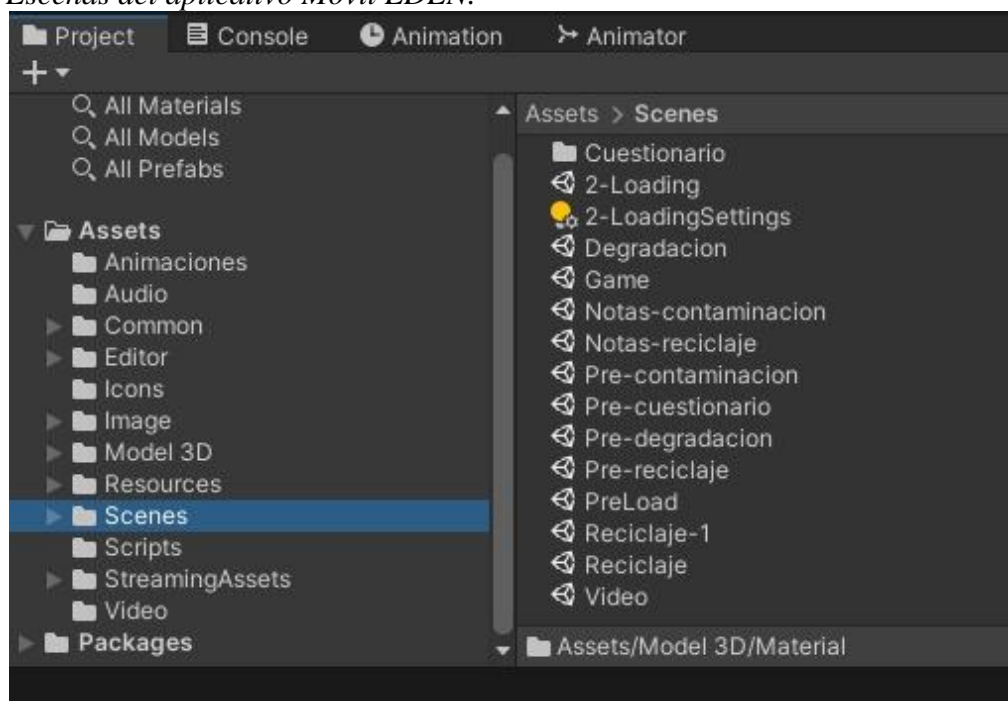 Escenas del aplicativo Móvil EDEN.
Project Console Animation Animator
All Materials
All Models
All Prefabs
Assets
Animaciones
Audio
Common
Editor
Icons
Image
Model 3D
Resources
Scenes
Scripts
StreamingAssets
Video
Packages
Assets > Scenes
Cuestionario
2-Loading
2-LoadingSettings
Degradacion
Game
Notas-contaminacion
Notas-reciclaje
Pre-contaminacion
Pre-cuestionario
Pre-degradacion
Pre-reciclaje
PreLoad
Reciclaje-1
Reciclaje
Video
Assets/Model 3D/Material